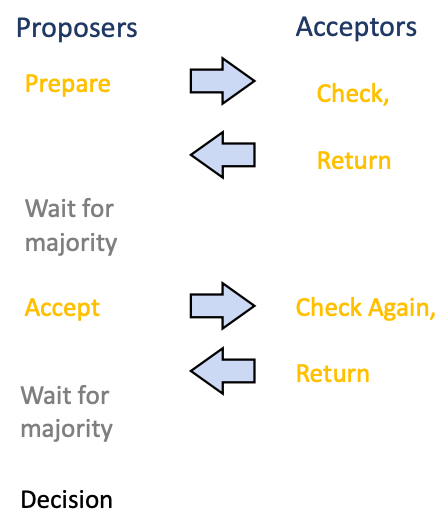 Proposers Acceptors
Prepare
Check,
Return
Wait for
majority
Accept Check Again,
Return
Wait for
majority
Decision